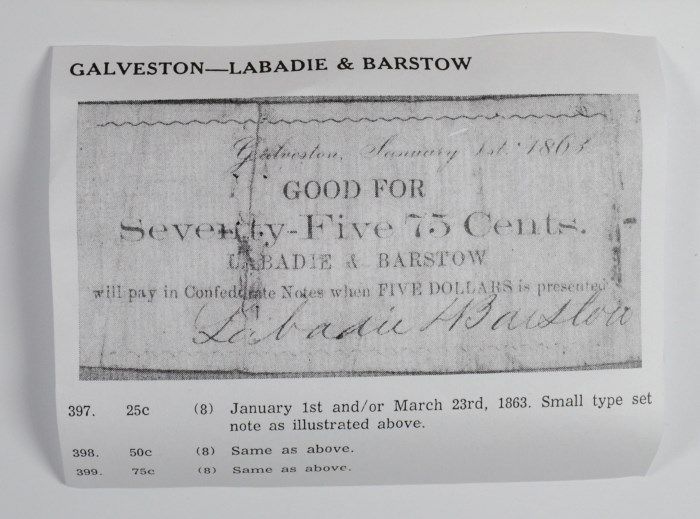 GALVESTON—LABADIE & BARSTOW
Galveston, January 1st 1863
GOOD FOR
Seventy-Five 75 Cents.
LABADIE & BARSTOW
will pay in Confederate Notes when FIVE DOLLARS is presented
Labadie & Barstow
397. 25c (8) January 1st and/or March 23rd, 1863. Small type set
note as illustrated above.
398. 50c (8) Same as above.
399. 75c (8) Same as above.